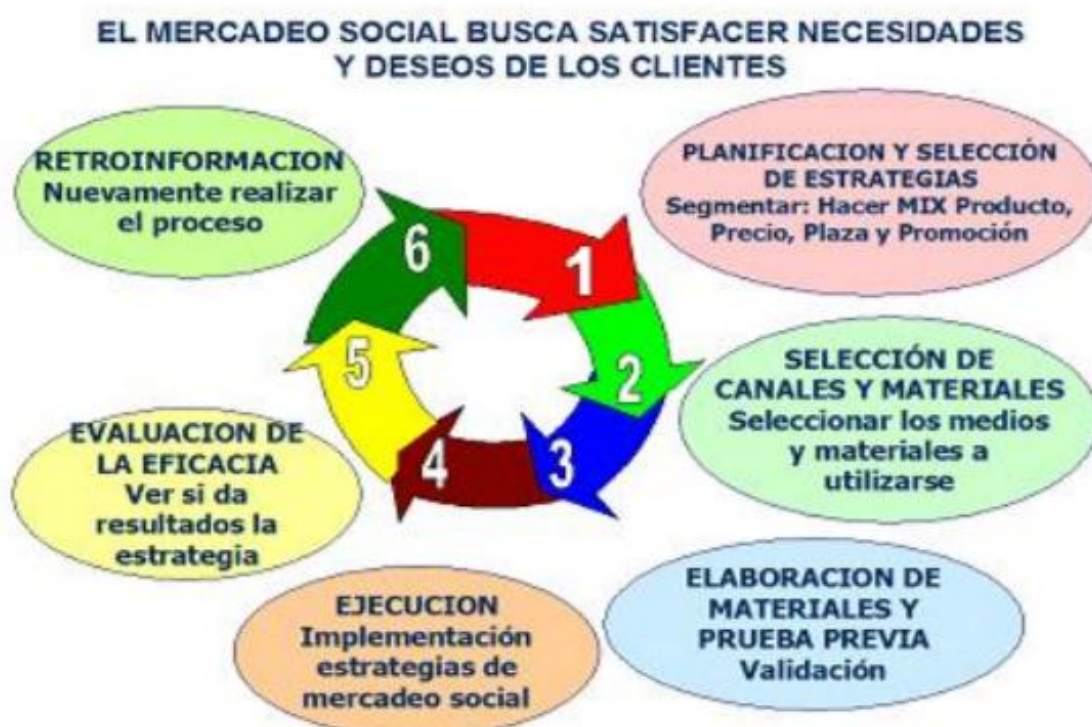 EL MERCADEO SOCIAL BUSCA SATISFACER NECESIDADES
Y DESEOS DE LOS CLIENTES
1
PLANIFICACION Y SELECCIÓN
DE ESTRATEGIAS
Segmentar: Hacer MIX Producto,
Precio, Plaza y Promoción
2
SELECCIÓN DE
CANALES Y MATERIALES
Seleccionar los medios
y materiales a
utilizarse
3
ELABORACION DE
MATERIALES Y
PRUEBA PREVIA
Validación
4
EJECUCION
Implementación
estrategias de
mercadeo social
5
EVALUACION DE
LA EFICACIA
Ver si da
resultados la
estrategia
6
RETROINFORMACION
Nuevamente realizar
el proceso